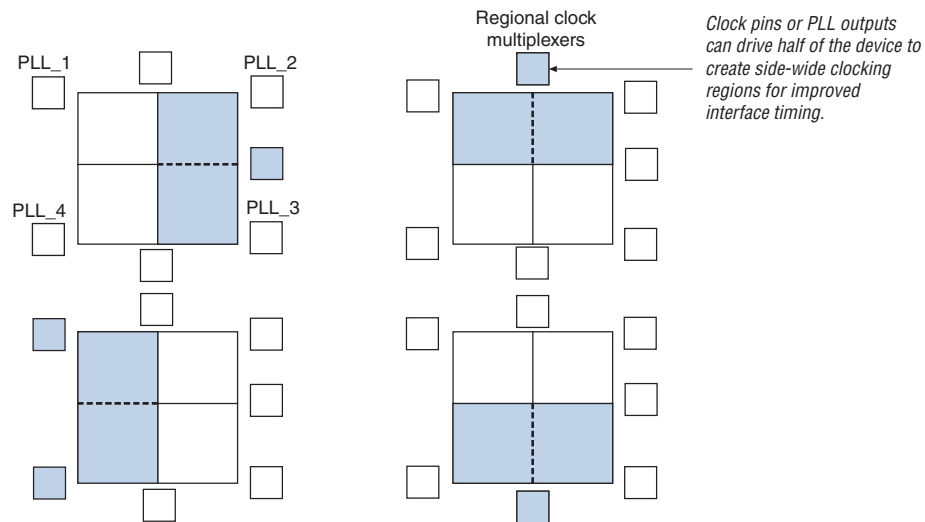 Regional clock
multiplexers
Clock pins or PLL outputs
can drive half of the device to
create side-wide clocking
regions for improved
interface timing.
PLL_1
PLL_2
PLL_4
PLL_3